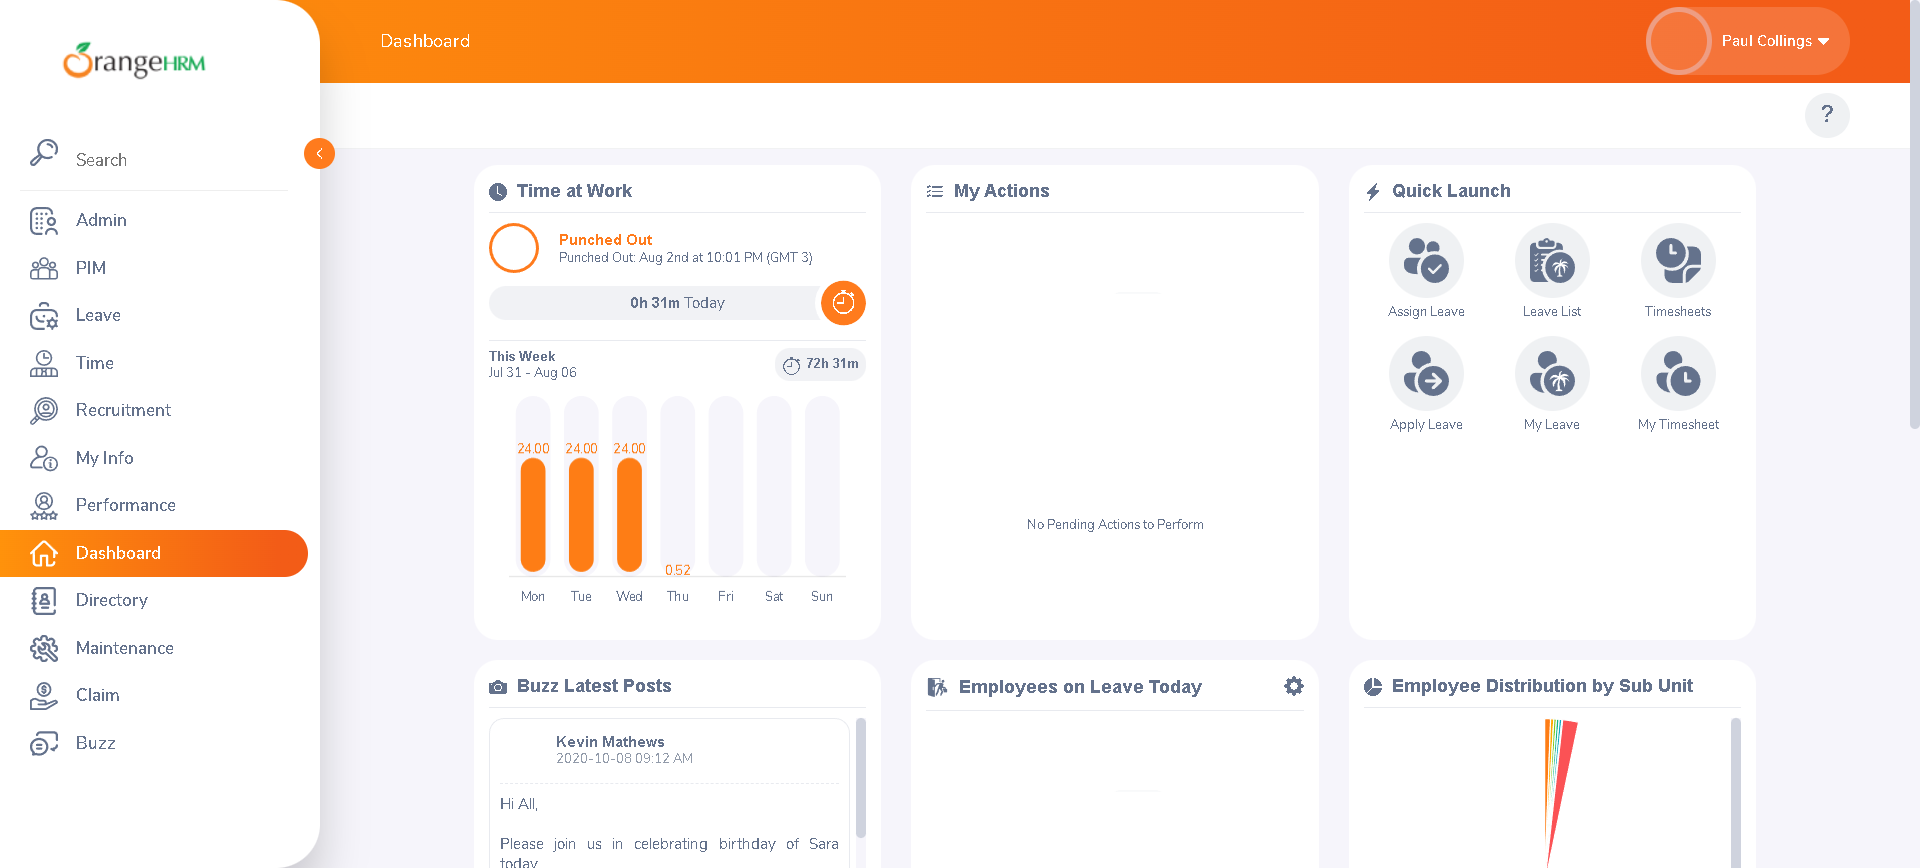 OrangeHRM
Search
Admin
PIM
Leave
Time
Recruitment
My Info
Performance
Dashboard
Directory
Maintenance
Claim
Buzz
Dashboard
Paul Collings
?
Time at Work
Punched Out
Punched Out: Aug 2nd at 10:01 PM (GMT 3)
0h 31m Today
This Week
Jul 31 - Aug 06
72h 31m
24.00 24.00 24.00
0.52
Mon Tue Wed Thu Fri Sat Sun
My Actions
No Pending Actions to Perform
Quick Launch
Assign Leave Leave List Timesheets
Apply Leave My Leave My Timesheet
Buzz Latest Posts
Kevin Mathews
2020-10-08 09:12 AM
Hi All,
Please join us in celebrating birthday of Sara
today
Employees on Leave Today
Employee Distribution by Sub Unit